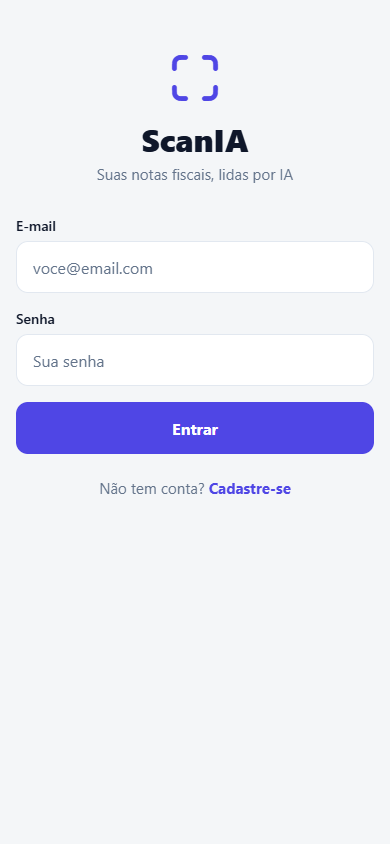 ScanIA
Suas notas fiscais, lidas por IA
E-mail
voce@email.com
Senha
Sua senha
Entrar
Não tem conta? Cadastre-se